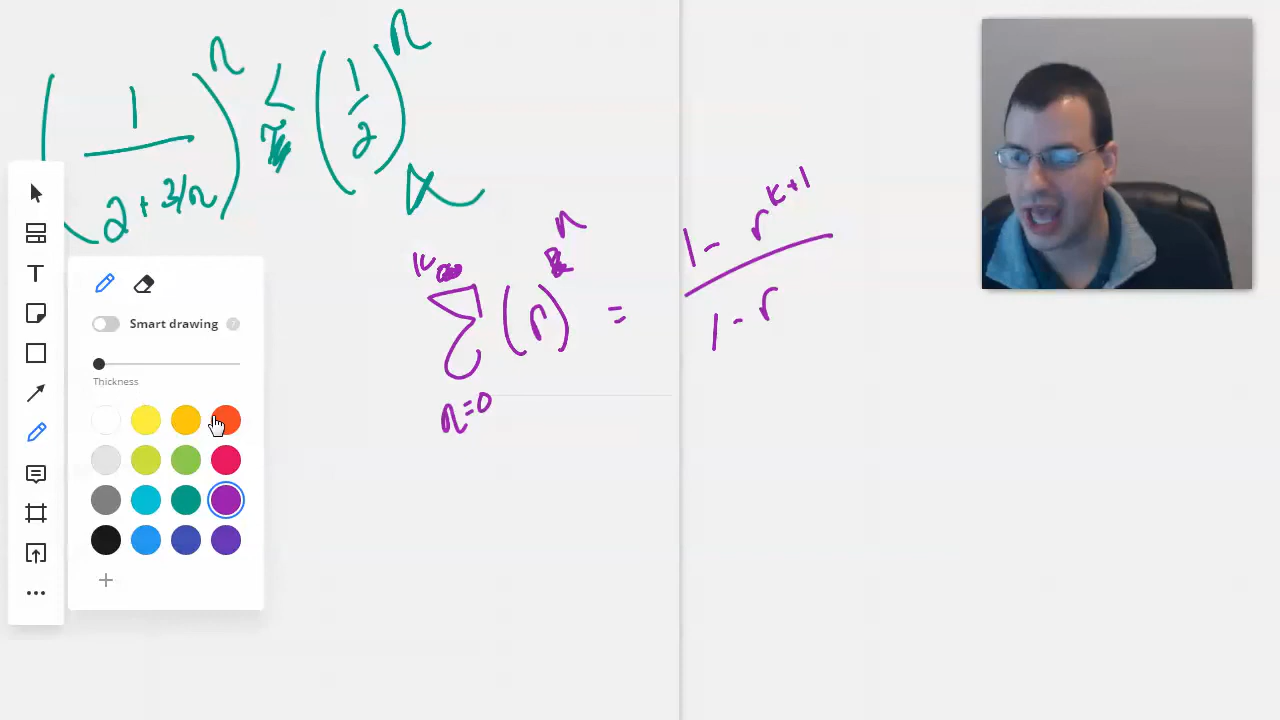 (1 / (2 + 3/n))^n ≤ (1/2)^n
K
Σ (r)^n = (1 - r^(k+1)) / (1 - r)
n=0
T
Smart drawing ?
Thickness